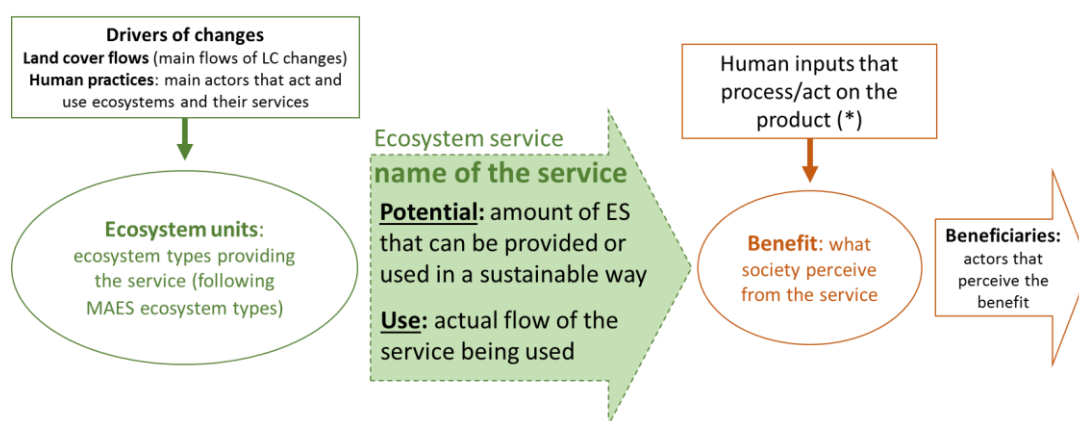 Drivers of changes
Land cover flows (main flows of LC changes)
Human practices: main actors that act and
use ecosystems and their services
Ecosystem units:
ecosystem types providing
the service (following
MAES ecosystem types)
Ecosystem service
name of the service
Potential: amount of ES
that can be provided or
used in a sustainable way
Use: actual flow of the
service being used
Human inputs that
process/act on the
product (*)
Benefit: what
society perceive
from the service
Beneficiaries:
actors that
perceive the
benefit